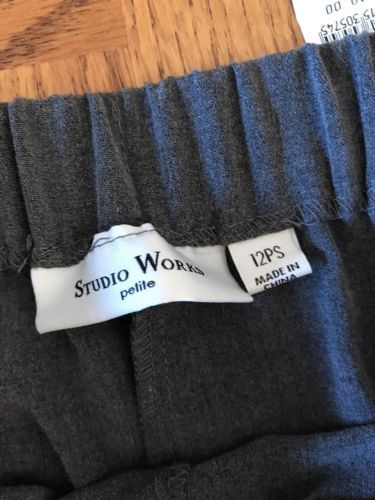 STUDIO WORKS
petite
12PS
MADE IN
CHINA